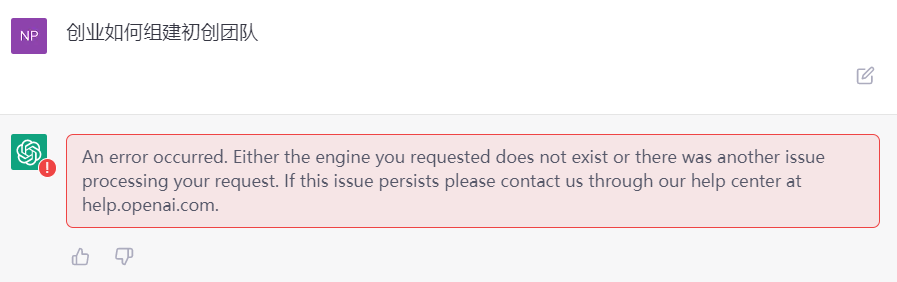 NP
创业如何组建初创团队
An error occurred. Either the engine you requested does not exist or there was another issue
processing your request. If this issue persists please contact us through our help center at
help.openai.com.